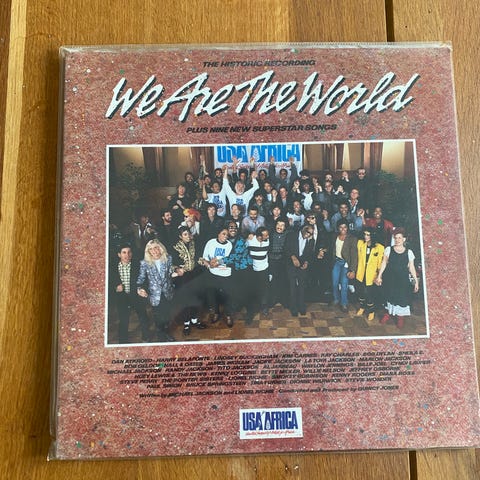 THE HISTORIC RECORDING
We Are The World
PLUS NINE NEW SUPERSTAR SONGS
USA AFRICA
DAN AYKROYD • HARRY BELAFONTE • LINDSEY BUCKINGHAM • KIM CARNES • RAY CHARLES • BOB DYLAN • SHEILA E.
BOB GELDOF • HALL & OATES • JAMES INGRAM • JACKIE JACKSON • LA TOYA JACKSON • MARLON JACKSON
MICHAEL JACKSON • RANDY JACKSON • TITO JACKSON • AL JARREAU • WAYLON JENNINGS • BILLY JOEL • CYNDI LAUPER
HUEY LEWIS & THE NEWS • KENNY LOGGINS • BETTE MIDLER • WILLIE NELSON • JEFFREY OSBORNE
STEVE PERRY • THE POINTER SISTERS • LIONEL RICHIE • SMOKEY ROBINSON • KENNY ROGERS • DIANA ROSS
PAUL SIMON • BRUCE SPRINGSTEEN • TINA TURNER • DIONNE WARWICK • STEVIE WONDER
Written by MICHAEL JACKSON and LIONEL RICHIE • Conducted and Produced by QUINCY JONES
USA AFRICA